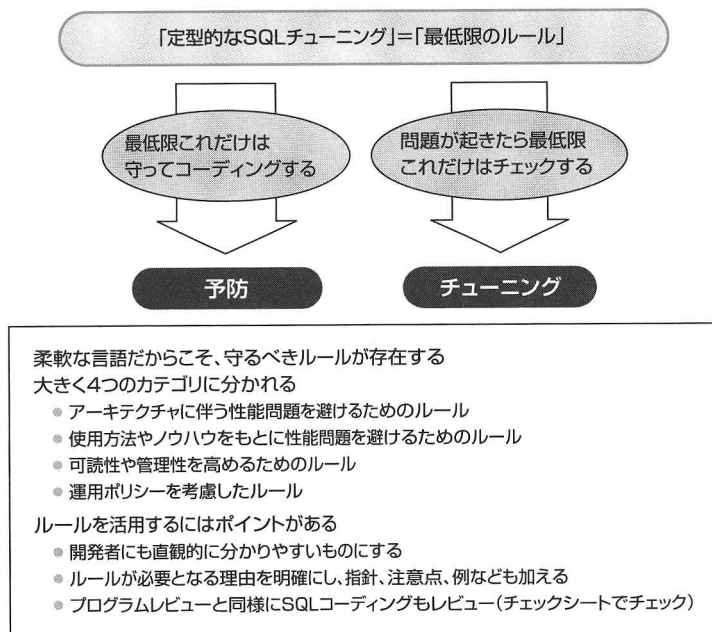 「定型的なSQLチューニング」＝「最低限のルール」
最低限これだけは
守ってコーディングする
問題が起きたら最低限
これだけはチェックする
予防
チューニング
柔軟な言語だからこそ、守るべきルールが存在する
大きく4つのカテゴリに分かれる
● アーキテクチャに伴う性能問題を避けるためのルール
● 使用方法やノウハウをもとに性能問題を避けるためのルール
● 可読性や管理性を高めるためのルール
● 運用ポリシーを考慮したルール
ルールを活用するにはポイントがある
● 開発者にも直観的に分かりやすいものにする
● ルールが必要となる理由を明確にし、指針、注意点、例なども加える
● プログラムレビューと同様にSQLコーディングもレビュー（チェックシートでチェック）